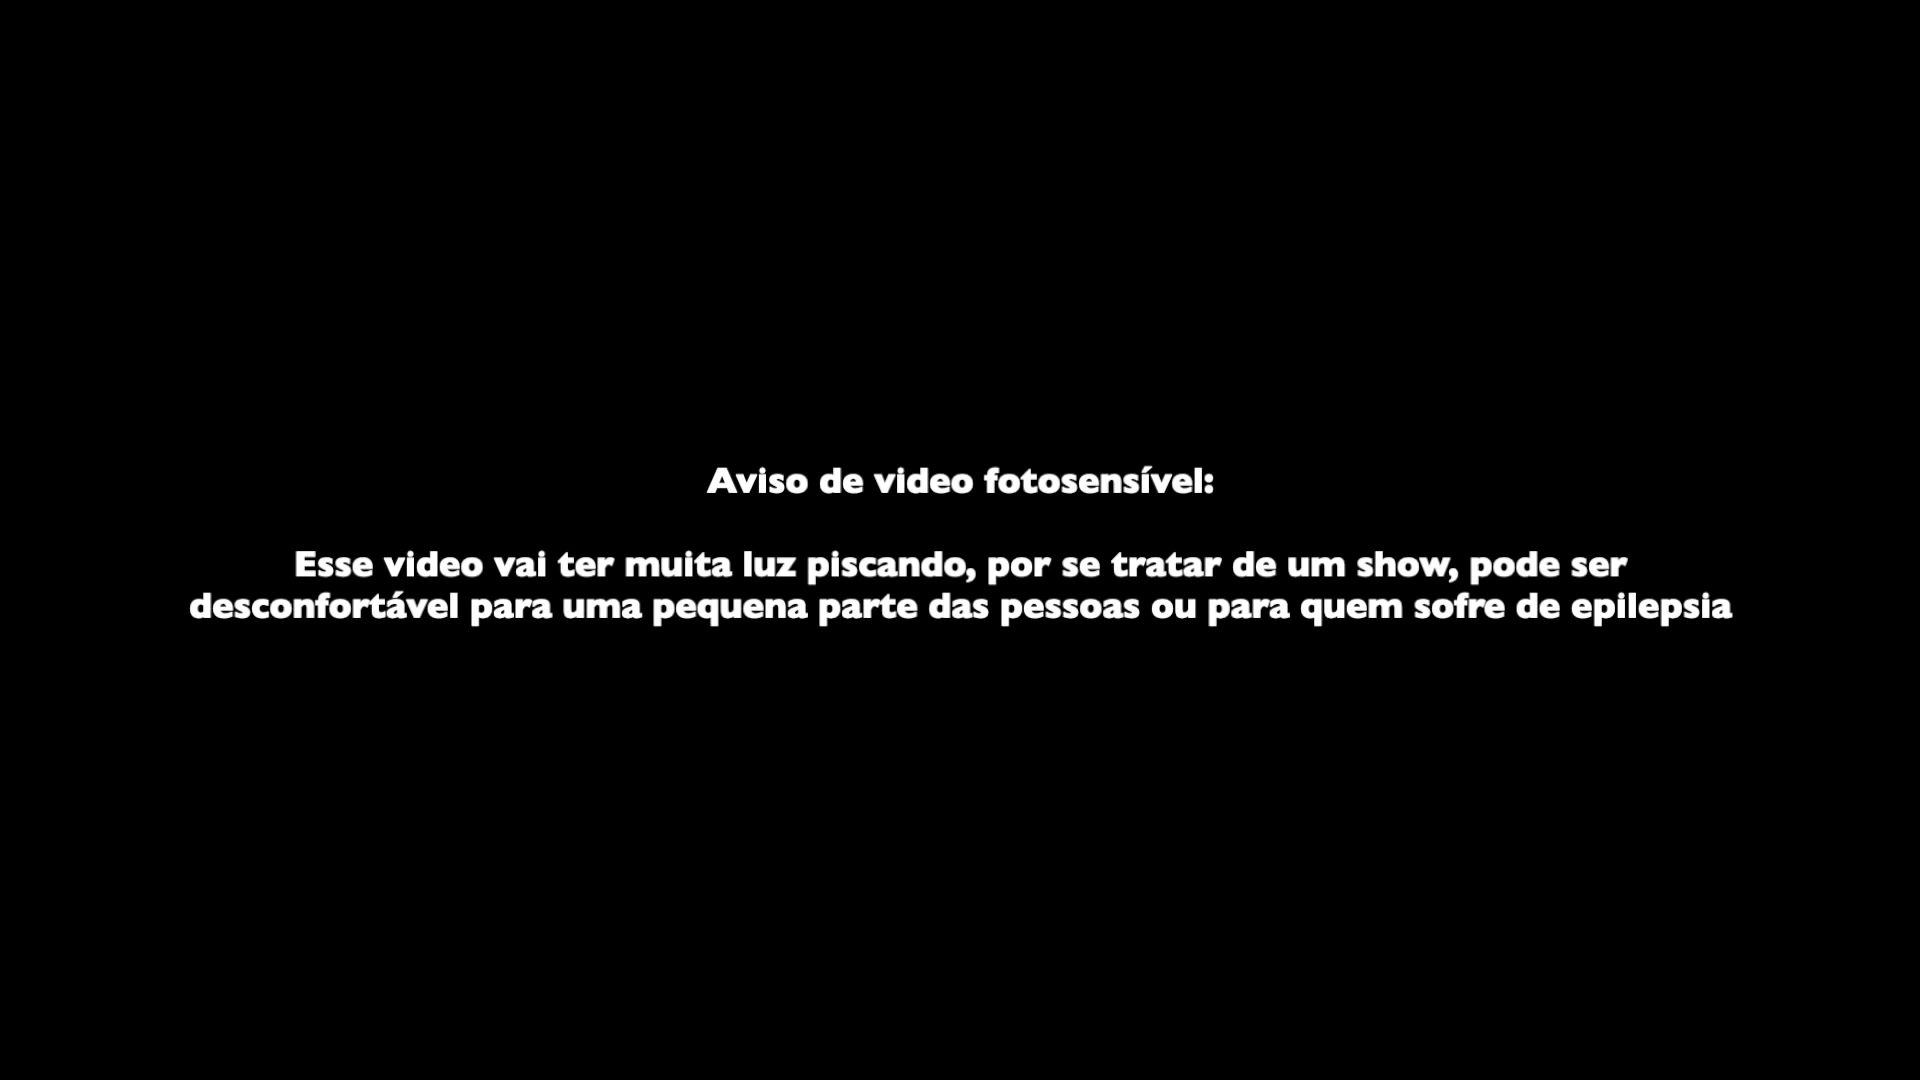 Aviso de video fotosensível:
Esse video vai ter muita luz piscando, por se tratar de um show, pode ser
desconfortável para uma pequena parte das pessoas ou para quem sofre de epilepsia